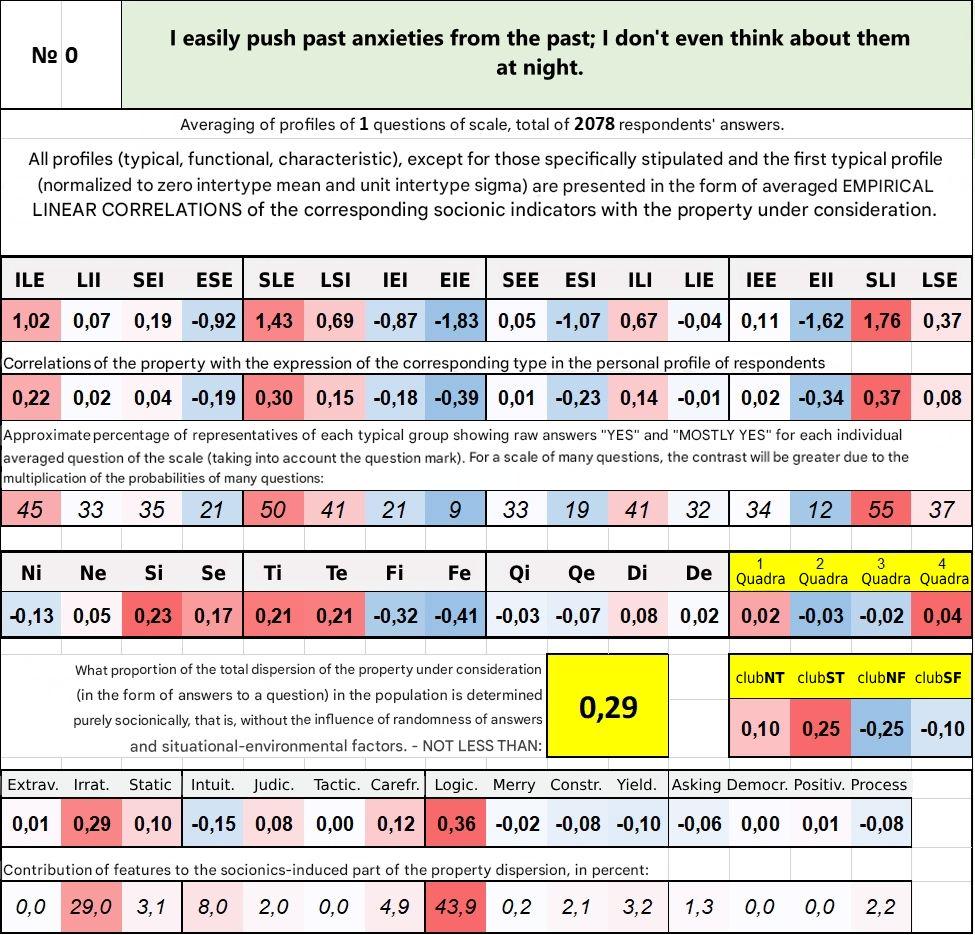 № 0
I easily push past anxieties from the past; I don't even think about them
at night.
Averaging of profiles of 1 questions of scale, total of 2078 respondents' answers.
All profiles (typical, functional, characteristic), except for those specifically stipulated and the first typical profile
(normalized to zero intertype mean and unit intertype sigma) are presented in the form of averaged EMPIRICAL
LINEAR CORRELATIONS of the corresponding socionic indicators with the property under consideration.
ILE LII SEI ESE SLE LSI IEI EIE SEE ESI ILI LIE IEE EII SLI LSE
1,02 0,07 0,19 -0,92 1,43 0,69 -0,87 -1,83 0,05 -1,07 0,67 -0,04 0,11 -1,62 1,76 0,37
Correlations of the property with the expression of the corresponding type in the personal profile of respondents
0,22 0,02 0,04 -0,19 0,30 0,15 -0,18 -0,39 0,01 -0,23 0,14 -0,01 0,02 -0,34 0,37 0,08
Approximate percentage of representatives of each typical group showing raw answers "YES" and "MOSTLY YES" for each individual
averaged question of the scale (taking into account the question mark). For a scale of many questions, the contrast will be greater due to the
multiplication of the probabilities of many questions:
45 33 35 21 50 41 21 9 33 19 41 32 34 12 55 37
Ni Ne Si Se Ti Te Fi Fe Qi Qe Di De 1 Quadra 2 Quadra 3 Quadra 4 Quadra
-0,13 0,05 0,23 0,17 0,21 0,21 -0,32 -0,41 -0,03 -0,07 0,08 0,02 0,02 -0,03 -0,02 0,04
What proportion of the total dispersion of the property under consideration
(in the form of answers to a question) in the population is determined
purely socionically, that is, without the influence of randomness of answers
and situational-environmental factors. - NOT LESS THAN:
0,29
clubNT clubST clubNF clubSF
0,10 0,25 -0,25 -0,10
Extrav. Irrat. Static Intuit. Judic. Tactic. Carefr. Logic. Merry Constr. Yield. Asking Democr. Positiv. Process
0,01 0,29 0,10 -0,15 0,08 0,00 0,12 0,36 -0,02 -0,08 -0,10 -0,06 0,00 0,01 -0,08
Contribution of features to the socionics-induced part of the property dispersion, in percent:
0,0 29,0 3,1 8,0 2,0 0,0 4,9 43,9 0,2 2,1 3,2 1,3 0,0 0,0 2,2